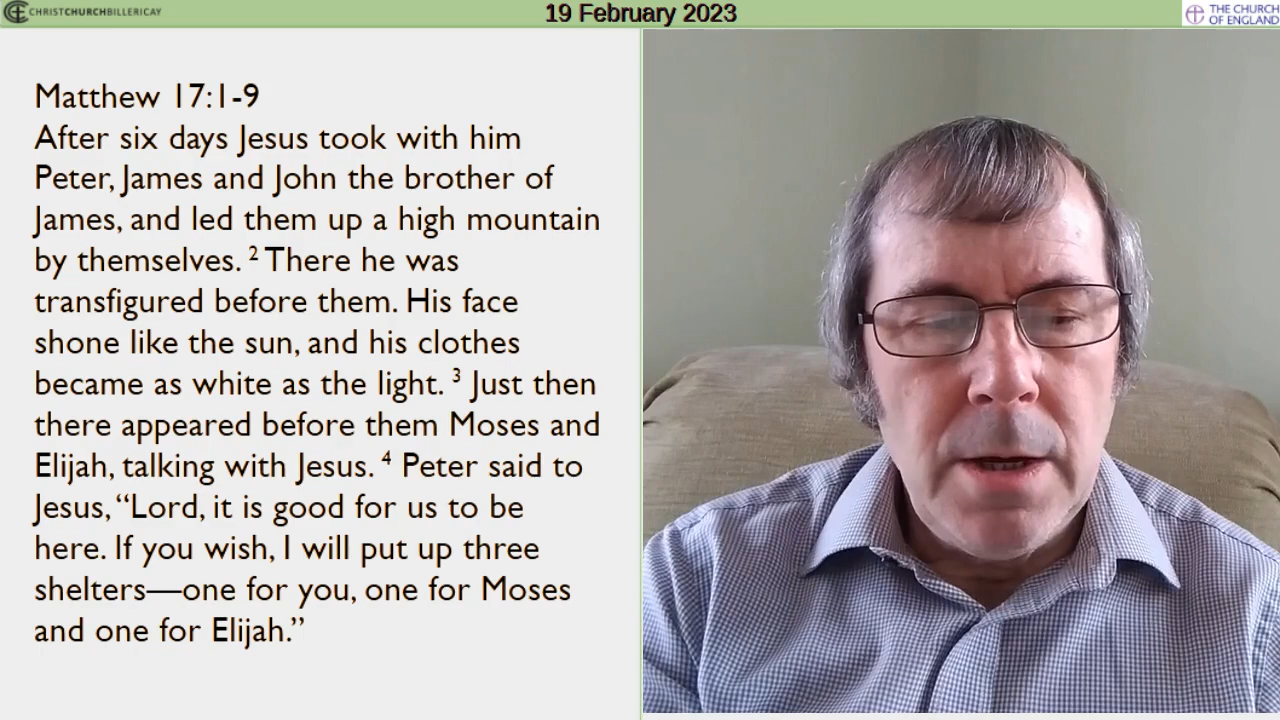 CHRISTCHURCHBILLERICAY
19 February 2023
THE CHURCH
OF ENGLAND
Matthew 17:1-9
After six days Jesus took with him
Peter, James and John the brother of
James, and led them up a high mountain
by themselves. ² There he was
transfigured before them. His face
shone like the sun, and his clothes
became as white as the light. ³ Just then
there appeared before them Moses and
Elijah, talking with Jesus. ⁴ Peter said to
Jesus, “Lord, it is good for us to be
here. If you wish, I will put up three
shelters—one for you, one for Moses
and one for Elijah.”